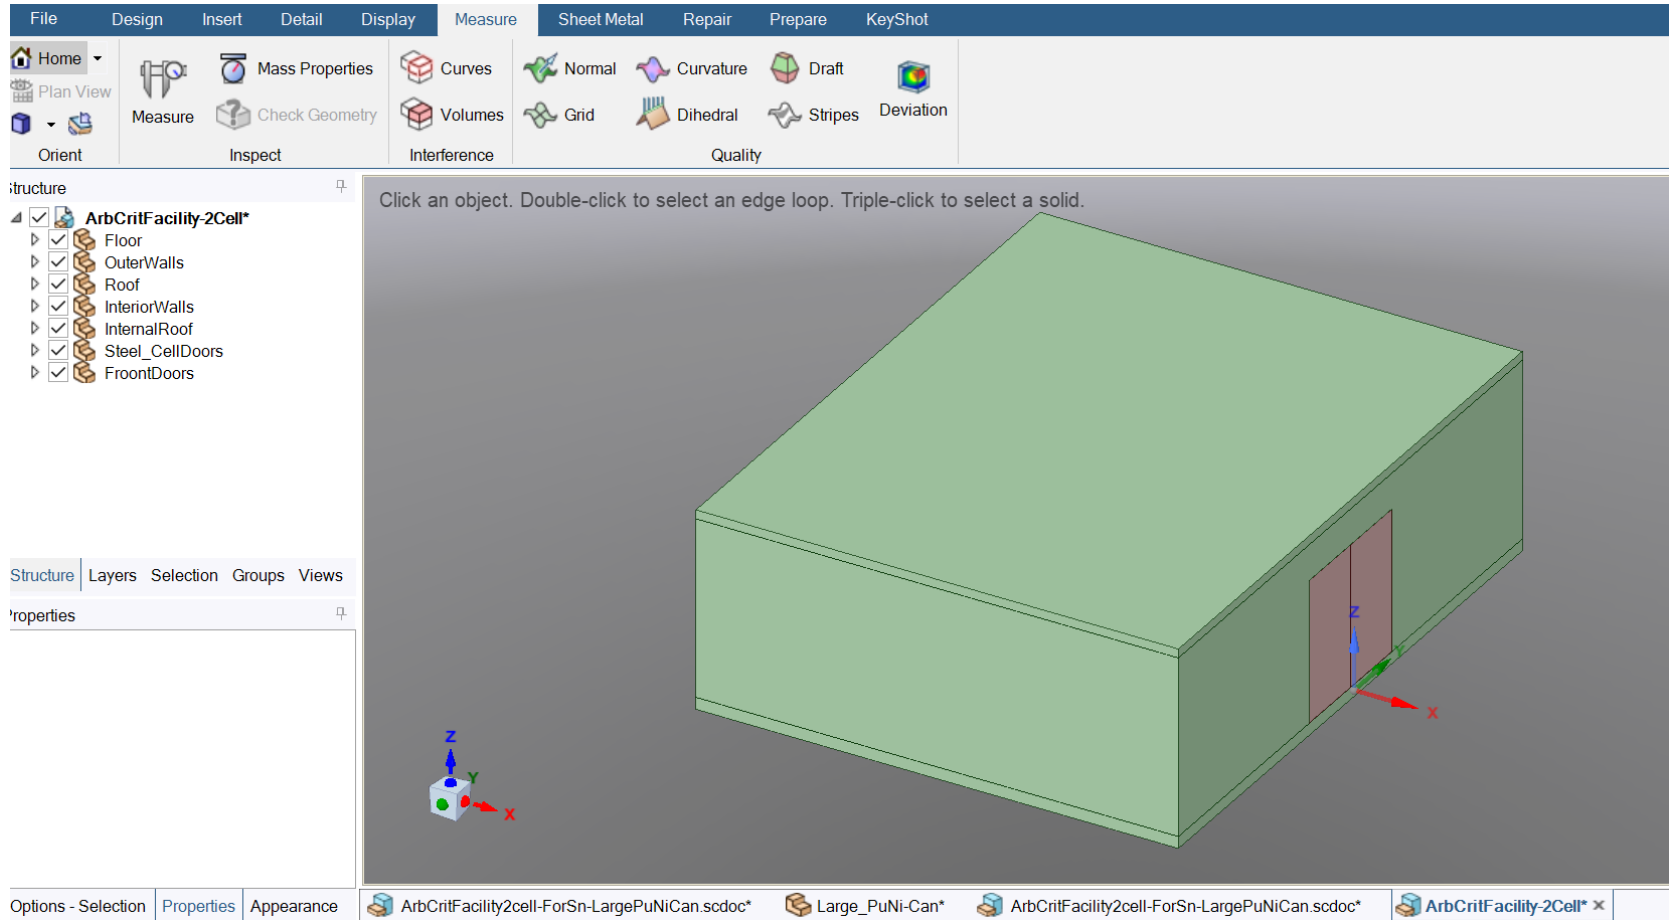 File Design Insert Detail Display Measure Sheet Metal Repair Prepare KeyShot
Home
Plan View
Orient
Measure
Mass Properties
Check Geometry
Inspect
Curves
Volumes
Interference
Normal
Grid
Curvature
Dihedral
Draft
Stripes
Quality
Deviation
Structure
Click an object. Double-click to select an edge loop. Triple-click to select a solid.
ArbCritFacility-2Cell*
Floor
OuterWalls
Roof
InteriorWalls
InternalRoof
Steel_CellDoors
FroontDoors
Structure Layers Selection Groups Views
Properties
Z
Y
X
Z
Y
X
Options - Selection Properties Appearance
ArbCritFacility2cell-ForSn-LargePuNiCan.scdoc* Large_PuNi-Can* ArbCritFacility2cell-ForSn-LargePuNiCan.scdoc* ArbCritFacility-2Cell*